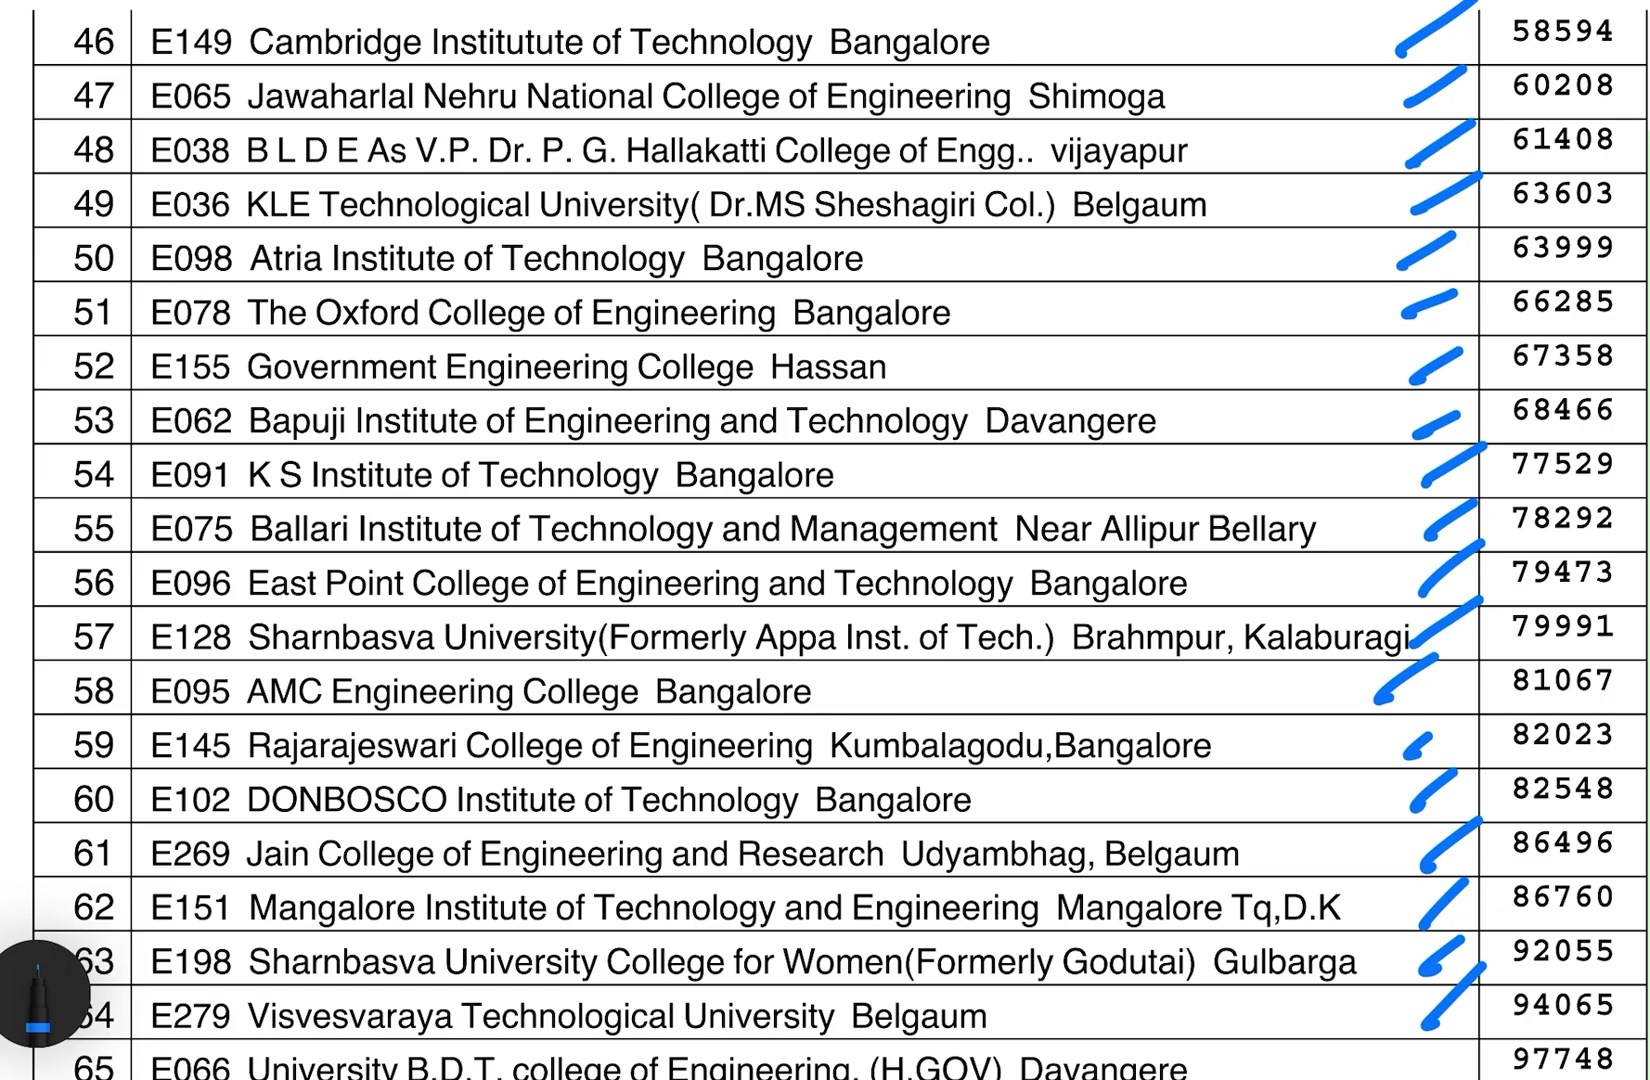 46 E149 Cambridge Institutute of Technology Bangalore 58594
47 E065 Jawaharlal Nehru National College of Engineering Shimoga 60208
48 E038 B L D E As V.P. Dr. P. G. Hallakatti College of Engg.. vijayapur 61408
49 E036 KLE Technological University( Dr.MS Sheshagiri Col.) Belgaum 63603
50 E098 Atria Institute of Technology Bangalore 63999
51 E078 The Oxford College of Engineering Bangalore 66285
52 E155 Government Engineering College Hassan 67358
53 E062 Bapuji Institute of Engineering and Technology Davangere 68466
54 E091 K S Institute of Technology Bangalore 77529
55 E075 Ballari Institute of Technology and Management Near Allipur Bellary 78292
56 E096 East Point College of Engineering and Technology Bangalore 79473
57 E128 Sharnbasva University(Formerly Appa Inst. of Tech.) Brahmpur, Kalaburagi 79991
58 E095 AMC Engineering College Bangalore 81067
59 E145 Rajarajeswari College of Engineering Kumbalagodu,Bangalore 82023
60 E102 DONBOSCO Institute of Technology Bangalore 82548
61 E269 Jain College of Engineering and Research Udyambhag, Belgaum 86496
62 E151 Mangalore Institute of Technology and Engineering Mangalore Tq,D.K 86760
63 E198 Sharnbasva University College for Women(Formerly Godutai) Gulbarga 92055
64 E279 Visvesvaraya Technological University Belgaum 94065
65 E066 University B.D.T. college of Engineering. (H.GOV) Davangere 97748